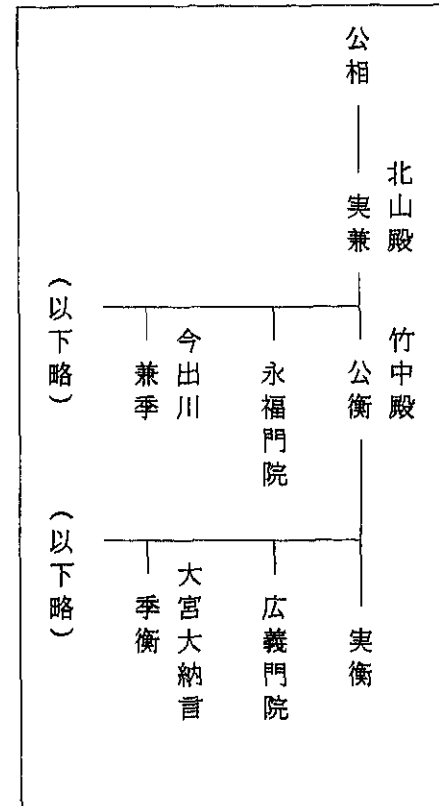 公相
北山殿
実兼
竹中殿
公衡
永福門院
今出川
兼季
（以下略）
実衡
広義門院
大宮大納言
季衡
（以下略）